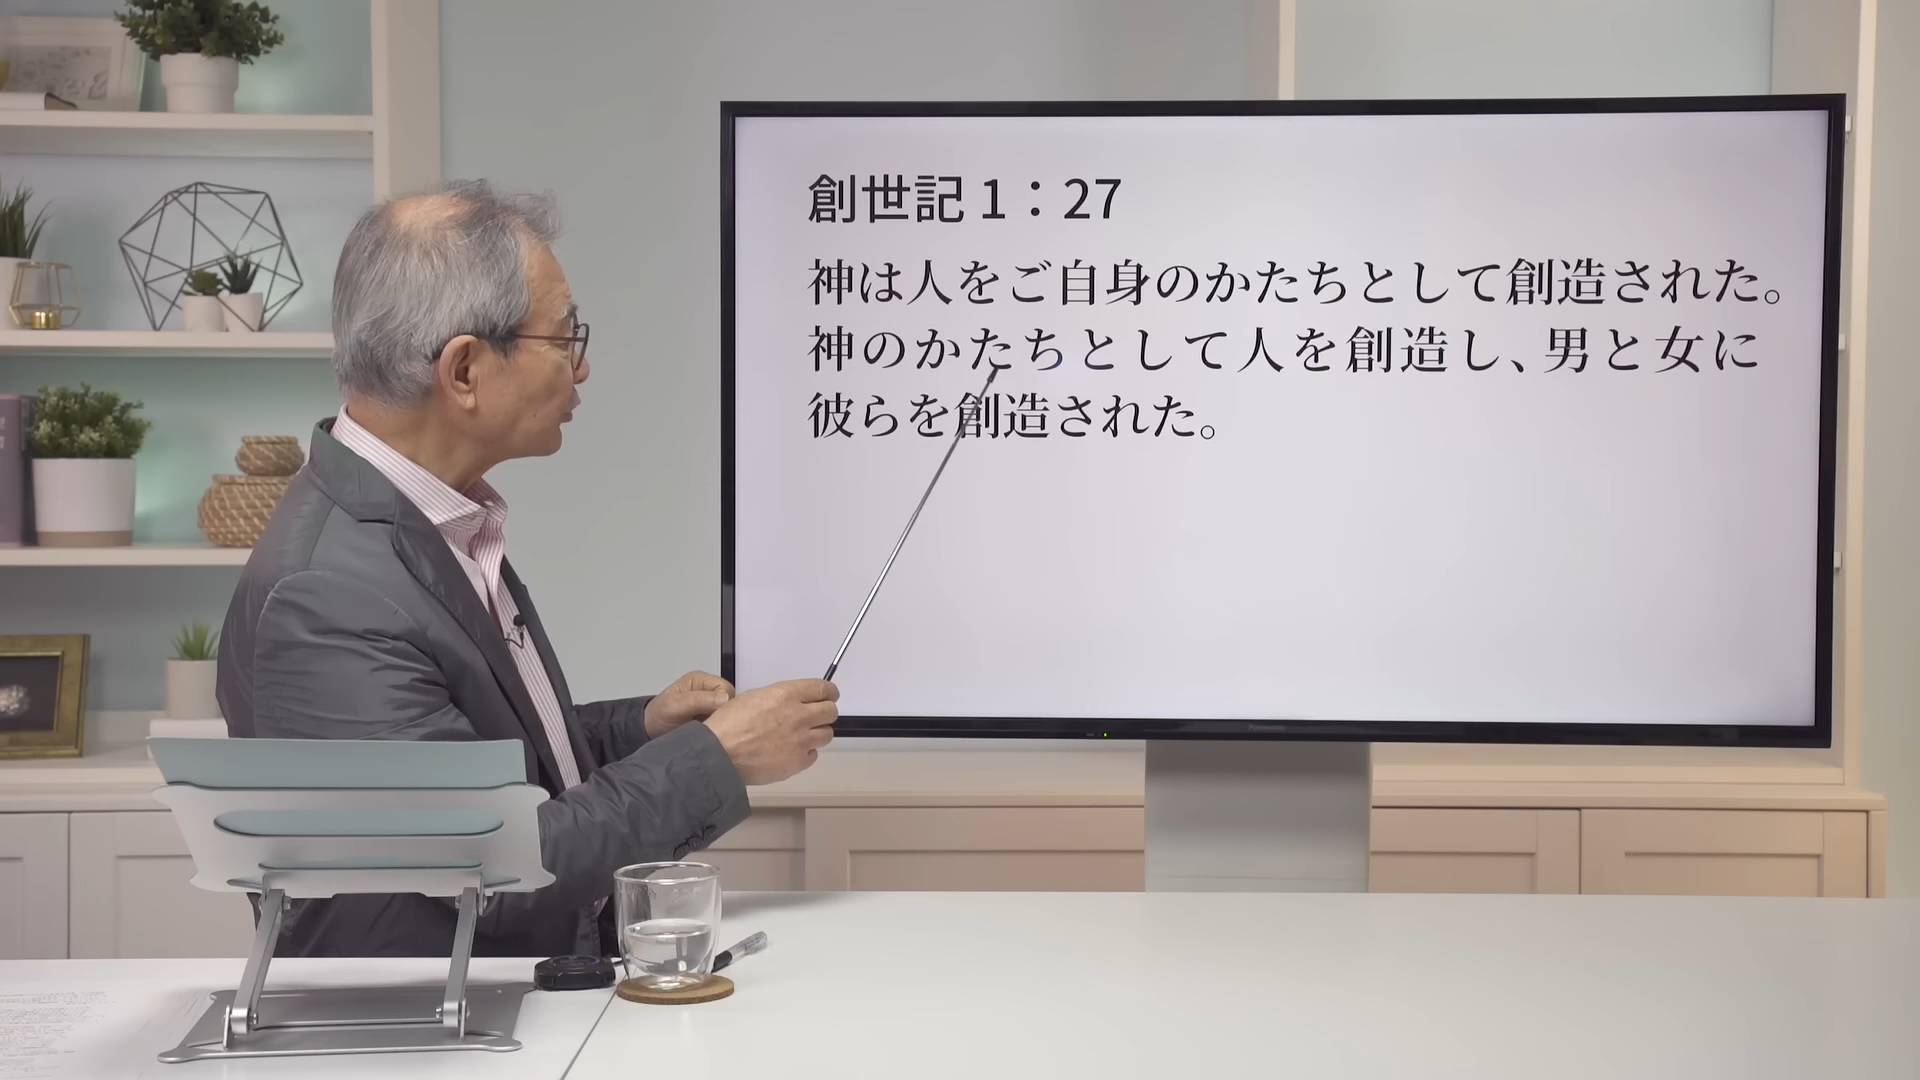 創世記 1：27
神は人をご自身のかたちとして創造された。
神のかたちとして人を創造し、男と女に
彼らを創造された。
Panasonic